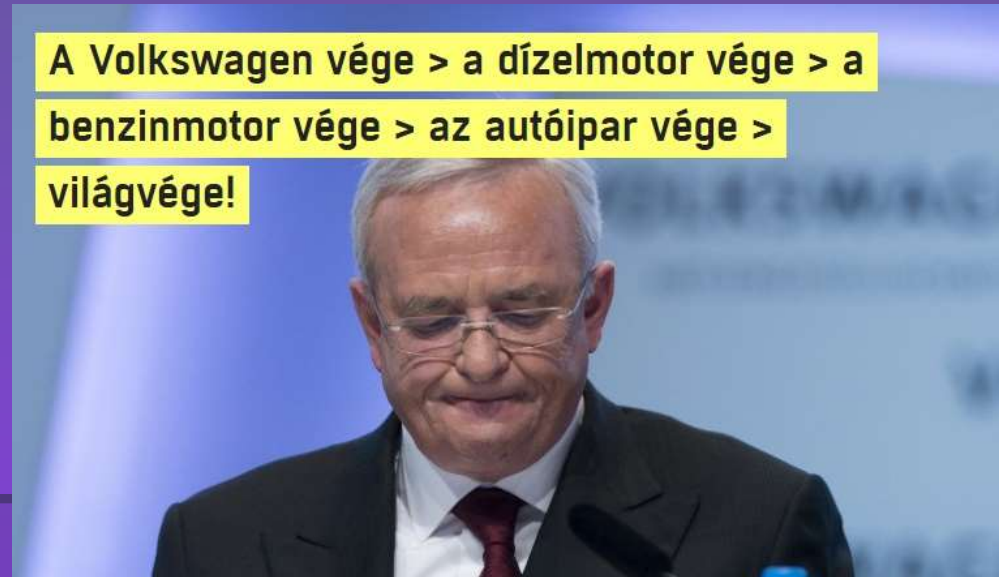 A Volkswagen vége > a dízelmotor vége > a
benzinmotor vége > az autóipar vége >
világvége!